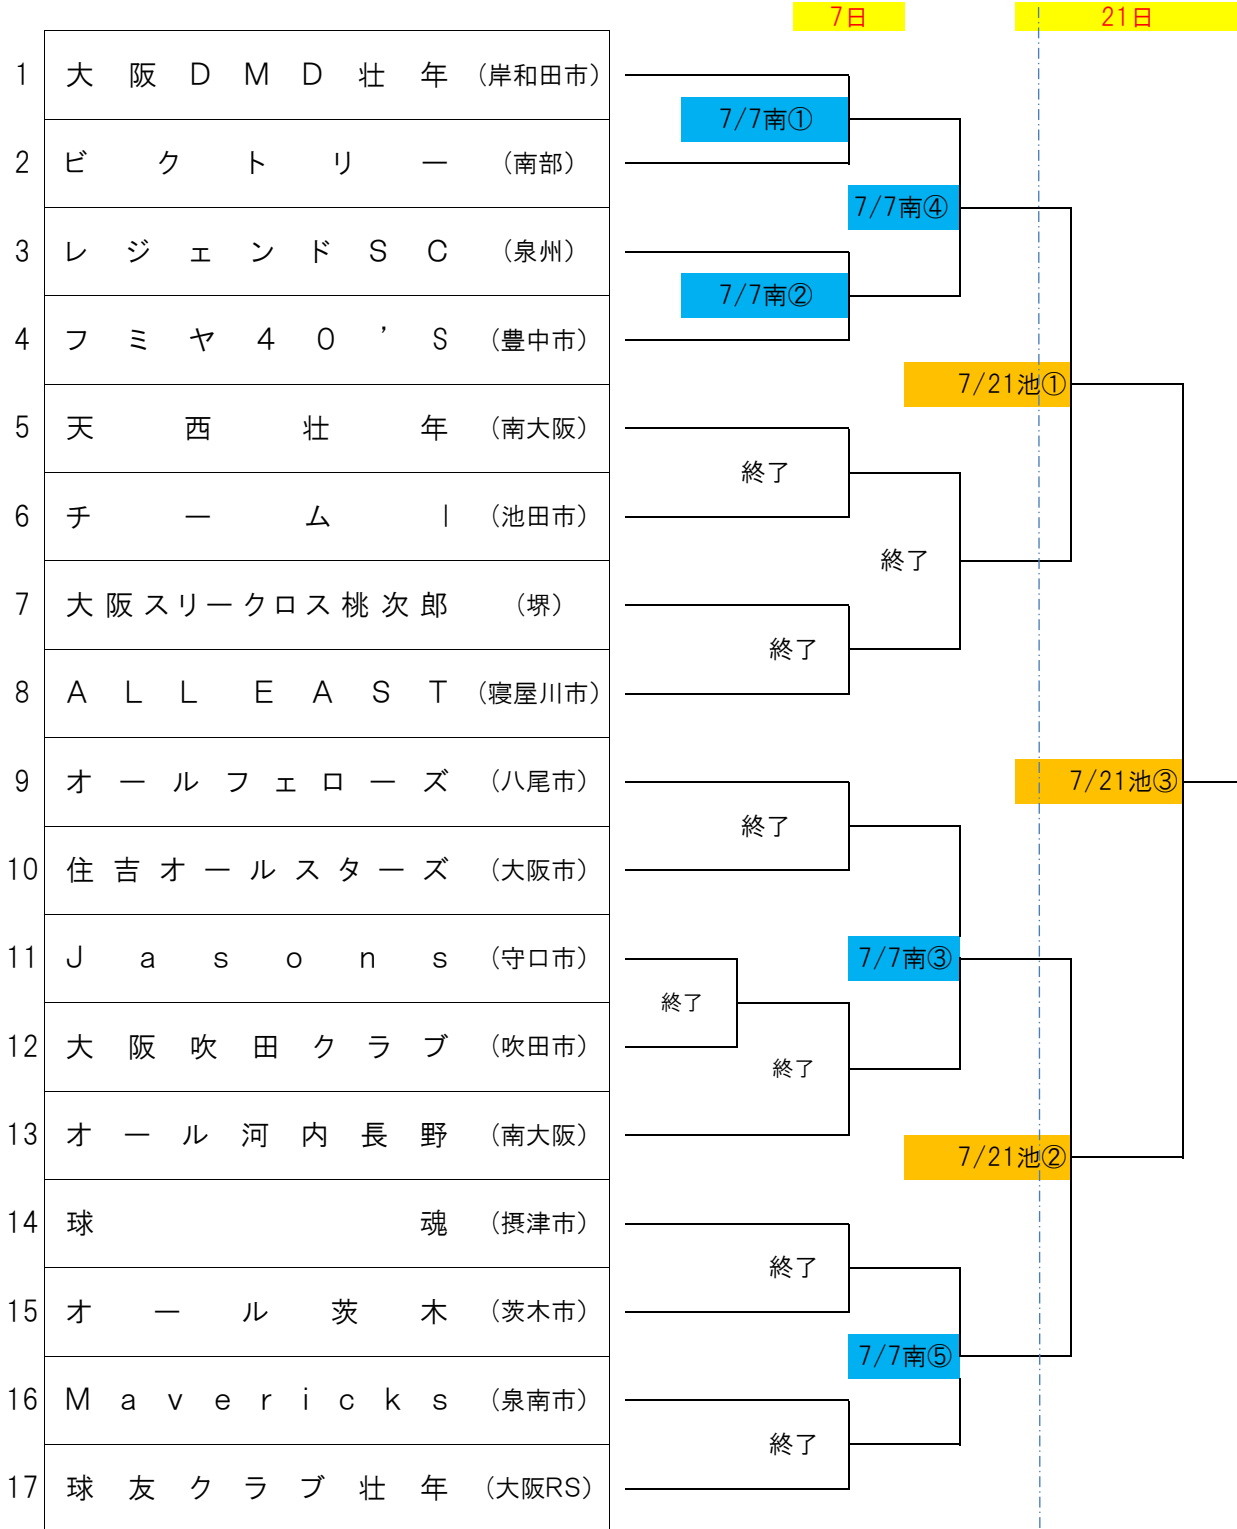 7日 21日
1 大阪DMD壮年 (岸和田市)
7/7南①
2 ビクトリー (南部)
7/7南④
3 レジェンドSC (泉州)
7/7南②
4 フミヤ40’S (豊中市)
7/21池①
5 天西壮年 (南大阪)
終了
6 チームI (池田市)
終了
7 大阪スリークロス桃次郎 (堺)
終了
8 ALL EAST (寝屋川市)
9 オールフェローズ (八尾市)
7/21池③
終了
10 住吉オールスターズ (大阪市)
11 Jasons (守口市)
7/7南③
終了
12 大阪吹田クラブ (吹田市)
終了
13 オール河内長野 (南大阪)
7/21池②
14 球魂 (摂津市)
終了
15 オール茨木 (茨木市)
7/7南⑤
16 Mavericks (泉南市)
終了
17 球友クラブ壮年 (大阪RS)